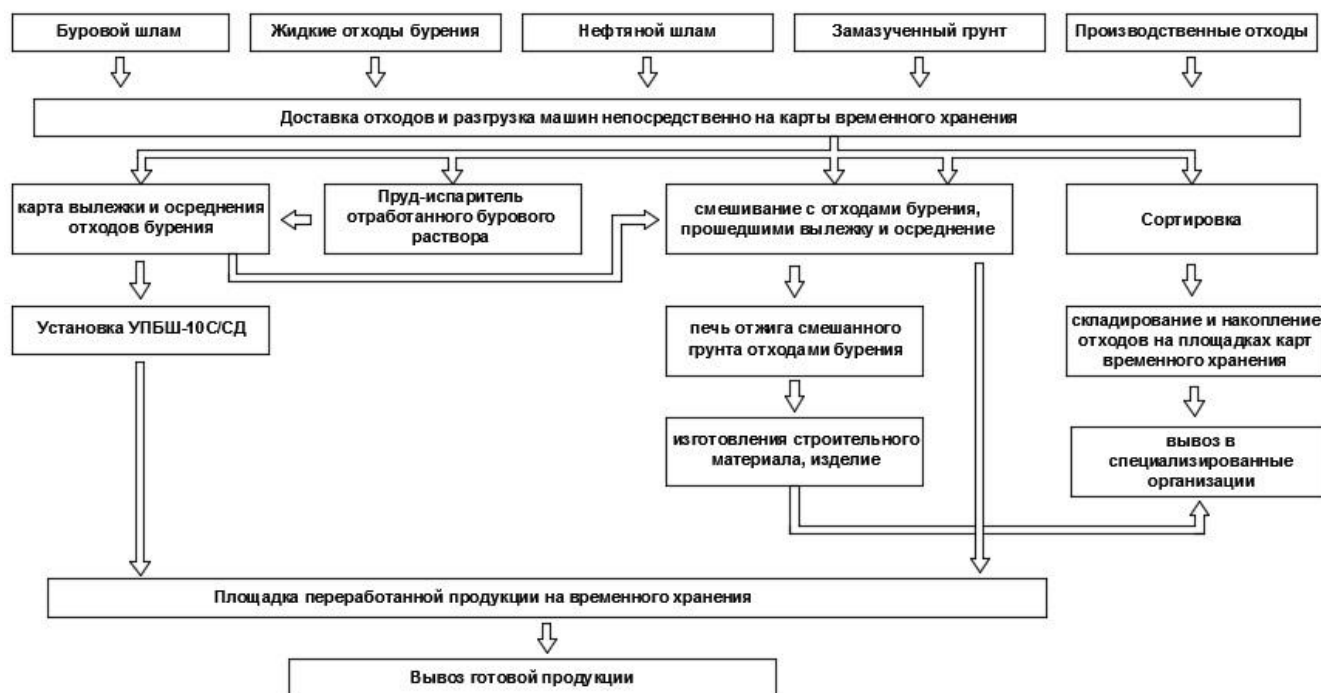 Буровой шлам
Жидкие отходы бурения
Нефтяной шлам
Замазученный грунт
Производственные отходы
Доставка отходов и разгрузка машин непосредственно на карты временного хранения
карта вылежки и осреднения
отходов бурения
Пруд-испаритель
отработанного бурового
раствора
смешивание с отходами бурения,
прошедшими вылежку и осреднение
Сортировка
Установка УПБШ-10С/СД
печь отжига смешанного
грунта отходами бурения
складирование и накопление
отходов на площадках карт
временного хранения
изготовления строительного
материала, изделие
вывоз в
специализированные
организации
Площадка переработанной продукции на временного хранения
Вывоз готовой продукции